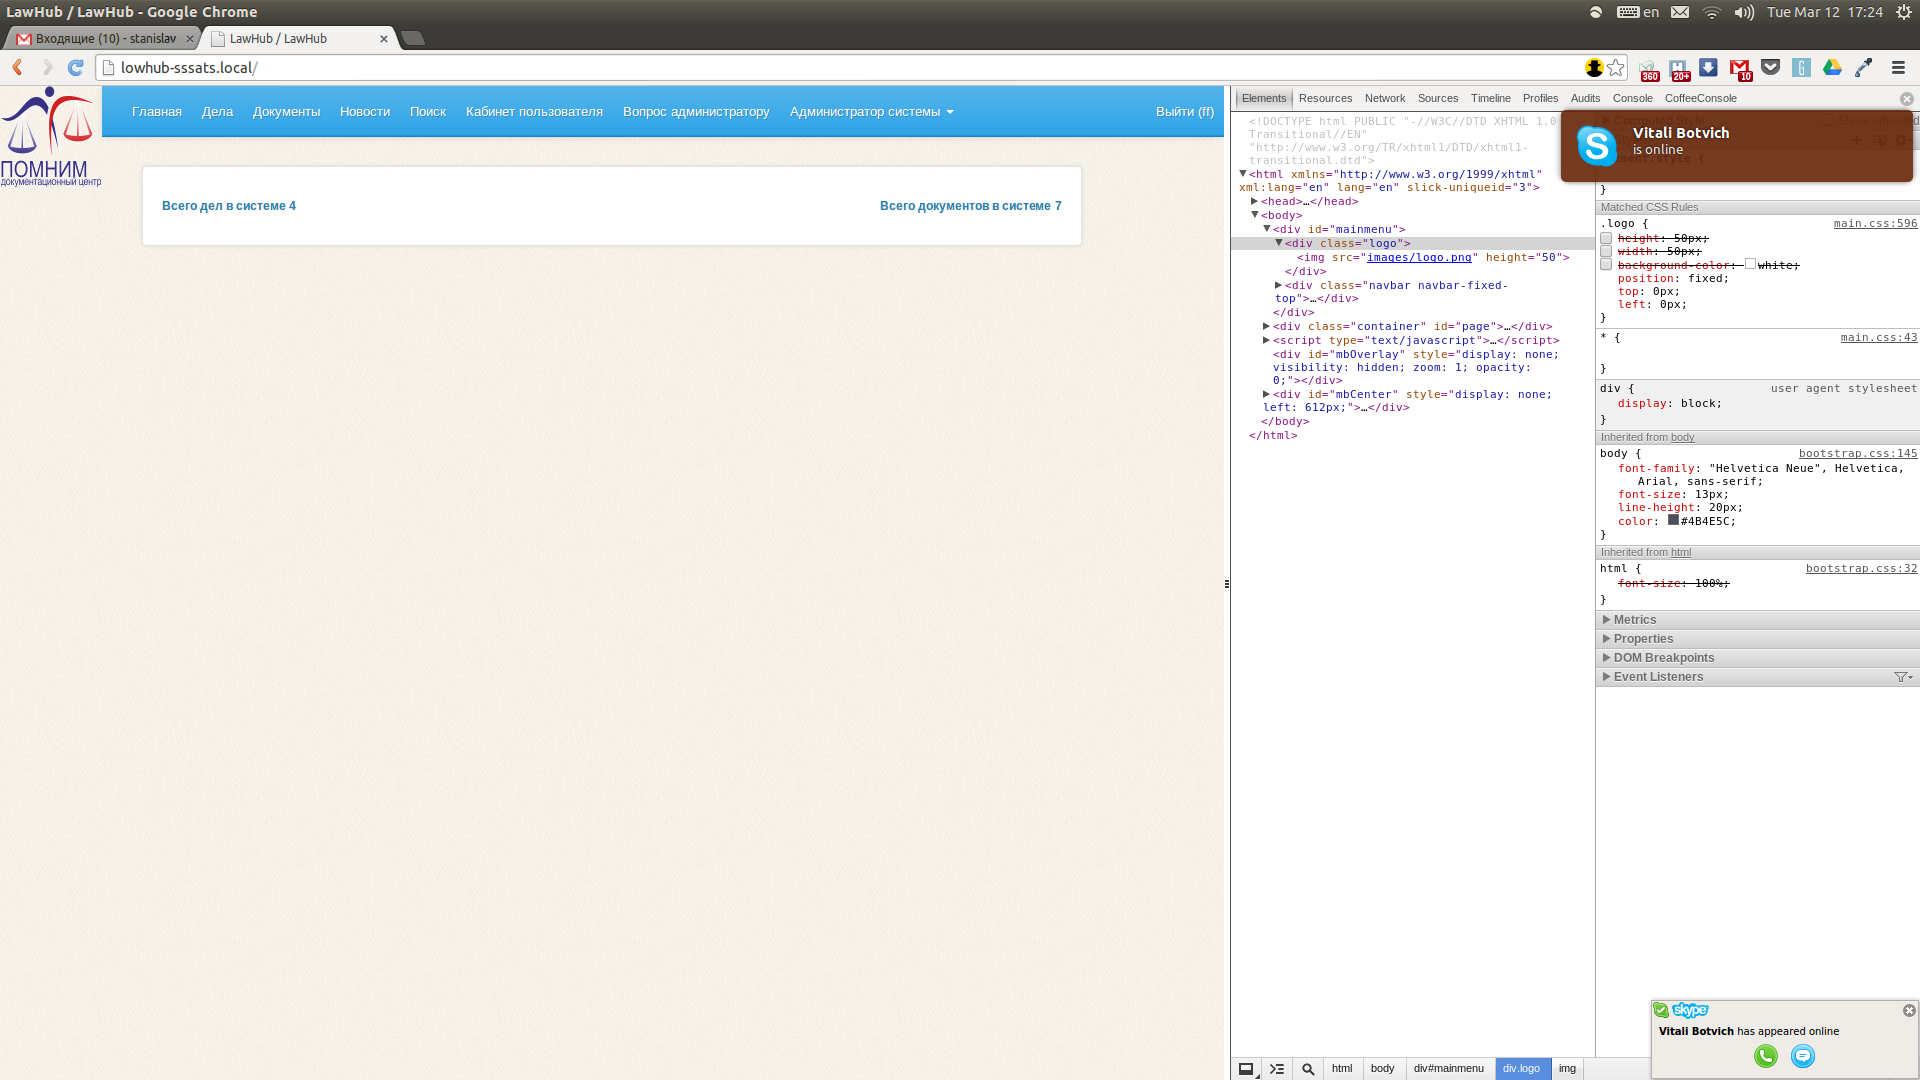 LawHub / LawHub - Google Chrome
en
Tue Mar 12 17:24
Входящие (10) - stanislav
LawHub / LawHub
lowhub-sssats.local/
360
20+
10
ПОМНИМ
документационный центр
Главная
Дела
Документы
Новости
Поиск
Кабинет пользователя
Вопрос администратору
Администратор системы
Выйти (ff)
Всего дел в системе 4
Всего документов в системе 7
Elements Resources Network Sources Timeline Profiles Audits Console CoffeeConsole
<!DOCTYPE html PUBLIC "-//W3C//DTD XHTML 1.0
Transitional//EN"
"http://www.w3.org/TR/xhtml1/DTD/xhtml1-
transitional.dtd">
<html xmlns="http://www.w3.org/1999/xhtml"
xml:lang="en" lang="en" slick-uniqueid="3">
<head>…</head>
<body>
<div id="mainmenu">
<div class="logo">
<img src="images/logo.png" height="50">
</div>
<div class="navbar navbar-fixed-
top">…</div>
</div>
<div class="container" id="page">…</div>
<script type="text/javascript">…</script>
<div id="mbOverlay" style="display: none;
visibility: hidden; zoom: 1; opacity:
0;"></div>
<div id="mbCenter" style="display: none;
left: 612px;">…</div>
</body>
</html>
Computed Style
Show inherited
Vitali Botvich
is online
element.style {
}
Matched CSS Rules
.logo {
main.css:596
height: 50px;
width: 50px;
background-color: white;
position: fixed;
top: 0px;
left: 0px;
}
* {
main.css:43
}
div {
user agent stylesheet
display: block;
}
Inherited from body
body {
bootstrap.css:145
font-family: "Helvetica Neue", Helvetica,
Arial, sans-serif;
font-size: 13px;
line-height: 20px;
color: #4B4E5C;
}
Inherited from html
html {
bootstrap.css:32
font-size: 100%;
}
Metrics
Properties
DOM Breakpoints
Event Listeners
skype
Vitali Botvich has appeared online
html
body
div#mainmenu
div.logo
img